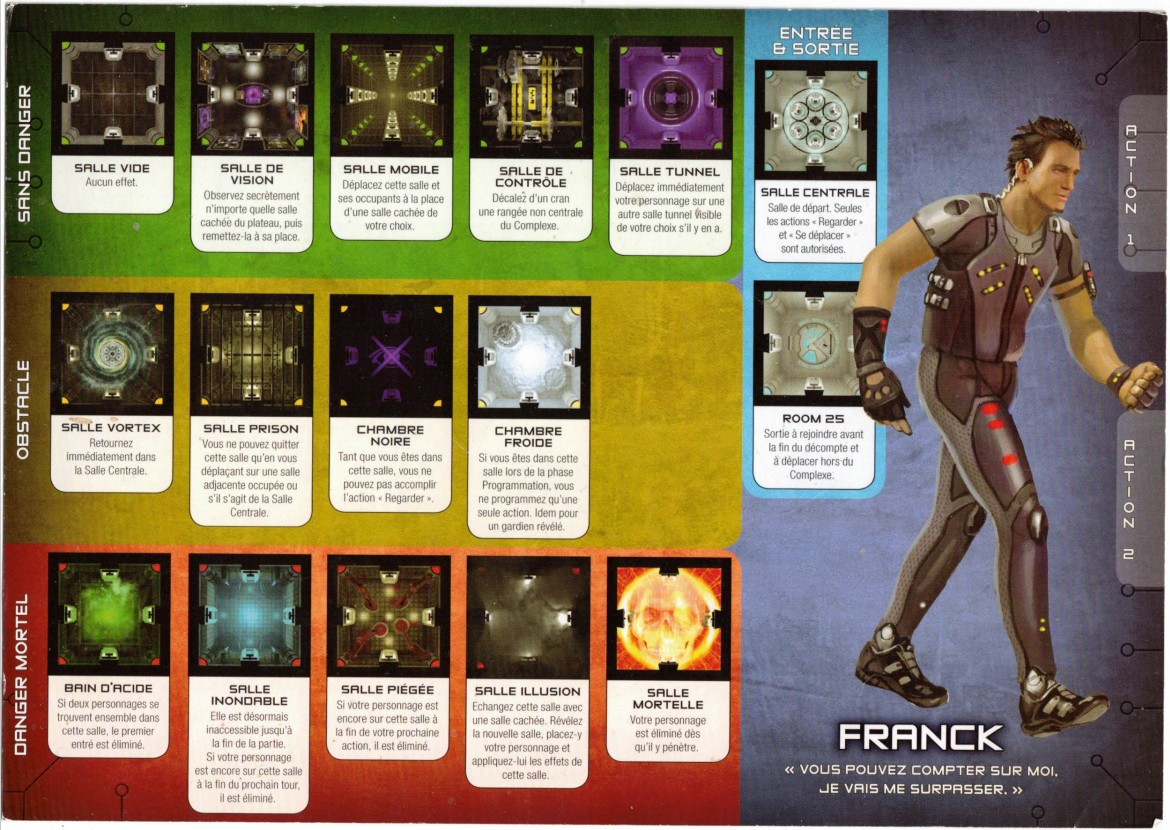 SANS DANGER
SALLE VIDE
Aucun effet.
SALLE DE
VISION
Observez secrètement
n'importe quelle salle
cachée du plateau, puis
remettez-la à sa place.
SALLE MOBILE
Déplacez cette salle et
ses occupants à la place
d'une salle cachée de
votre choix.
SALLE DE
CONTRÔLE
Décalez d'un cran
une rangée non centrale
du Complexe.
SALLE TUNNEL
Déplacez immédiatement
votre personnage sur une
autre salle tunnel visible
de votre choix s'il y en a.
ENTRÉE
& SORTIE
SALLE CENTRALE
Salle de départ. Seules
les actions « Regarder »
et « Se déplacer »
sont autorisées.
ROOM 25
Sortie à rejoindre avant
la fin du décompte et
à déplacer hors du
Complexe.
OBSTACLE
SALLE VORTEX
Retournez
immédiatement dans
la Salle Centrale.
SALLE PRISON
Vous ne pouvez quitter
cette salle qu'en vous
déplaçant sur une salle
adjacente occupée ou
s'il s'agit de la Salle
Centrale.
CHAMBRE
NOIRE
Tant que vous êtes dans
cette salle, vous ne
pouvez pas accomplir
l'action « Regarder ».
CHAMBRE
FROIDE
Si vous êtes dans cette
salle lors de la phase
Programmation, vous
ne programmez qu'une
seule action. Idem pour
un gardien révélé.
DANGER MORTEL
BAIN D'ACIDE
Si deux personnages se
trouvent ensemble dans
cette salle, le premier
entré est éliminé.
SALLE
INONDABLE
Elle est désormais
inaccessible jusqu'à
la fin de la partie.
Si votre personnage
est encore sur cette salle
à la fin du prochain tour,
il est éliminé.
SALLE PIÉGÉE
Si votre personnage est
encore sur cette salle à
la fin de votre prochaine
action, il est éliminé.
SALLE ILLUSION
Echangez cette salle avec
une salle cachée. Révélez
la nouvelle salle, placez-y
votre personnage et
appliquez-lui les effets de
cette salle.
SALLE
MORTELLE
Votre personnage
est éliminé dès
qu'il y pénètre.
ACTION 1
ACTION 2
FRANCK
« VOUS POUVEZ COMPTER SUR MOI,
JE VAIS ME SURPASSER. »